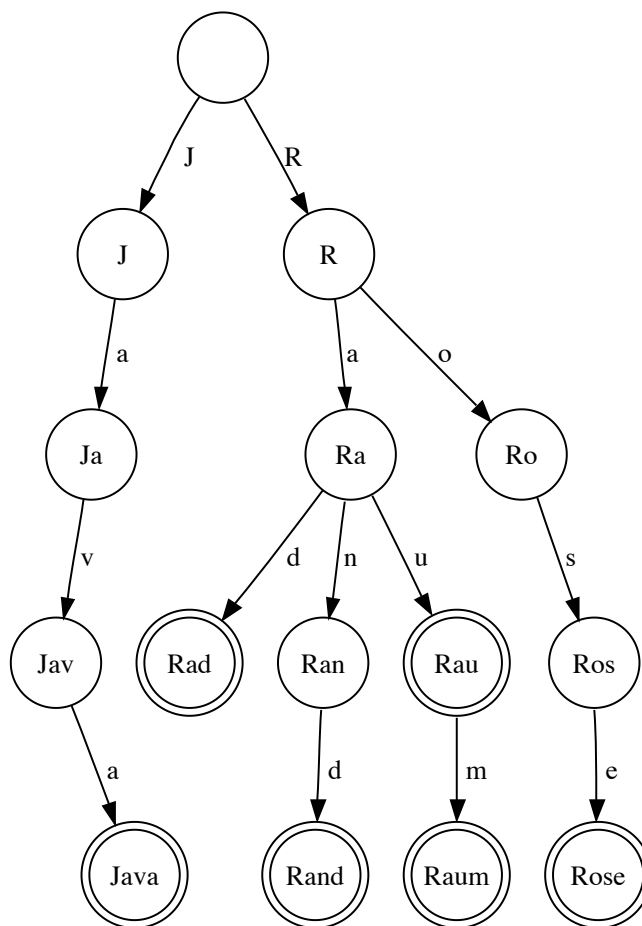 J R
J R
a a o
Ja Ra Ro
v d n u s
Jav Rad Ran Rau Ros
a d m e
Java Rand Raum Rose